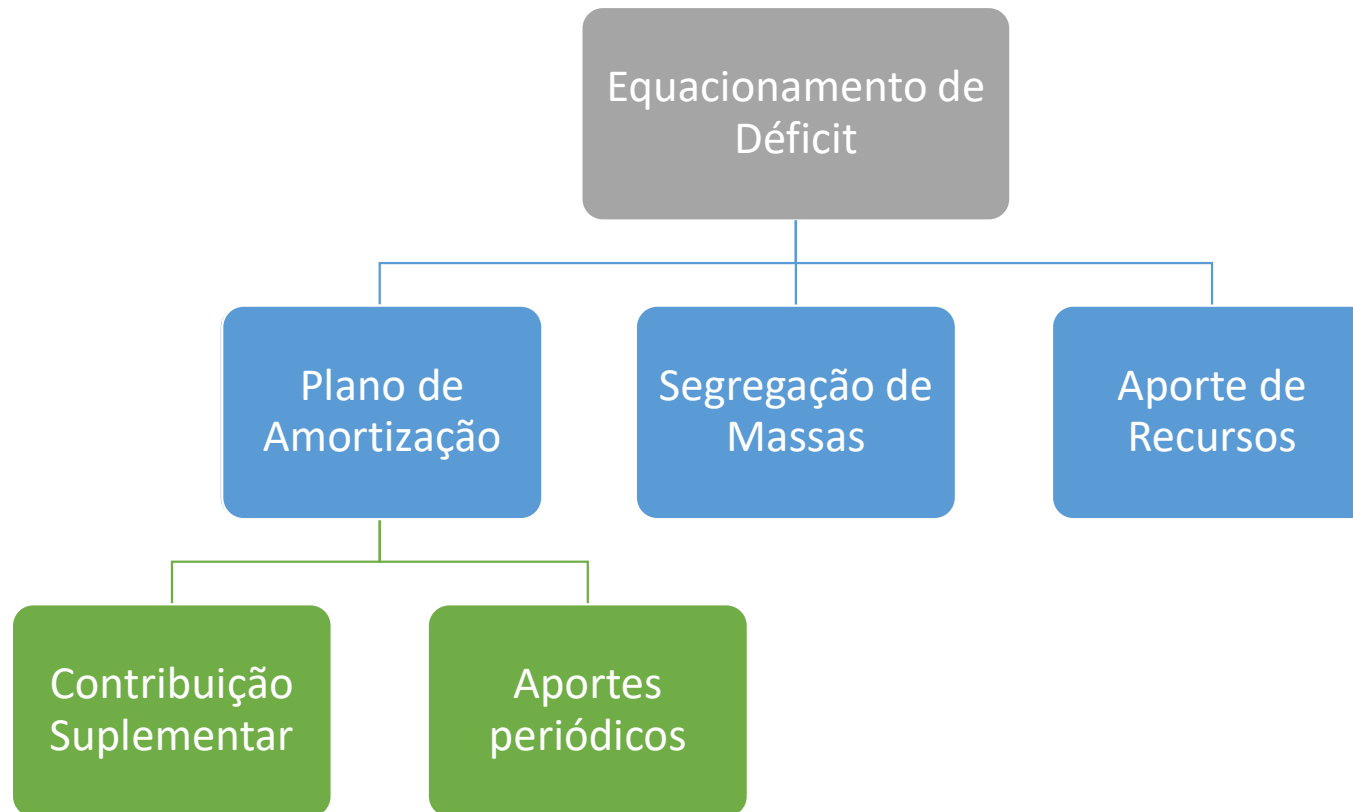 Equacionamento de
Déficit
Plano de
Amortização
Segregação de
Massas
Aporte de
Recursos
Contribuição
Suplementar
Aportes
periódicos